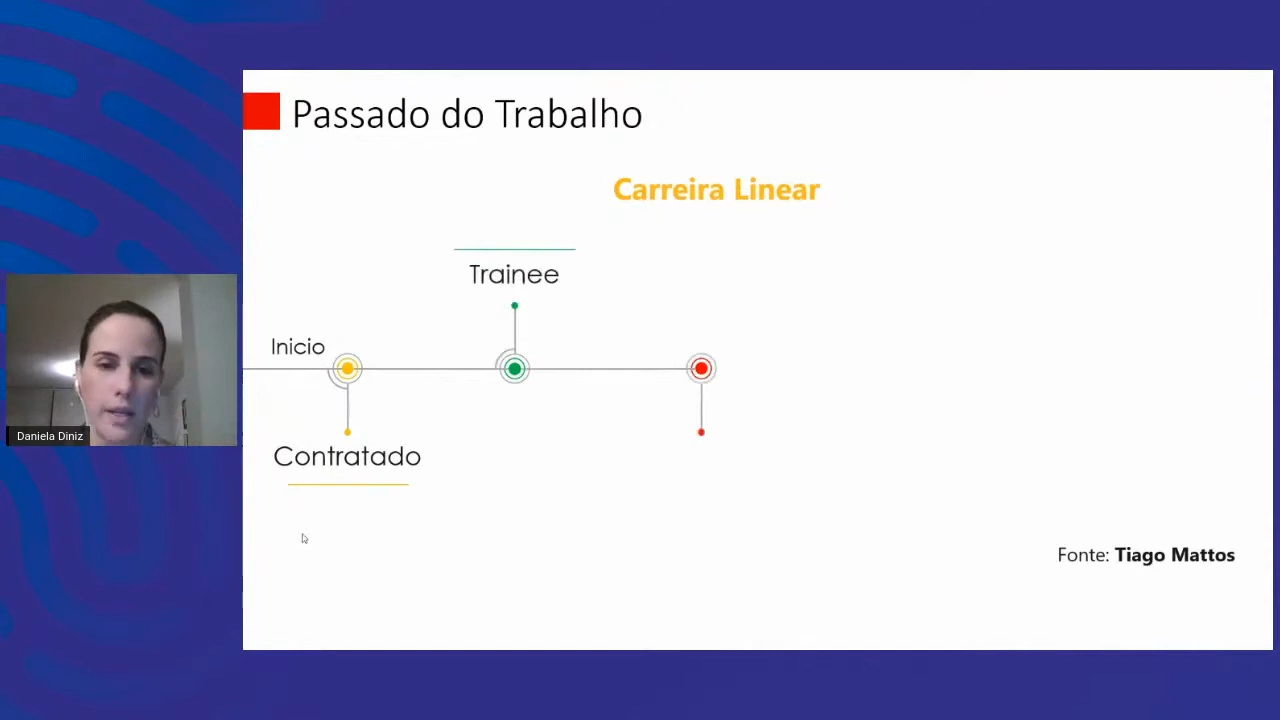 Passado do Trabalho
Carreira Linear
Trainee
Inicio
Contratado
Daniela Diniz
Fonte: Tiago Mattos